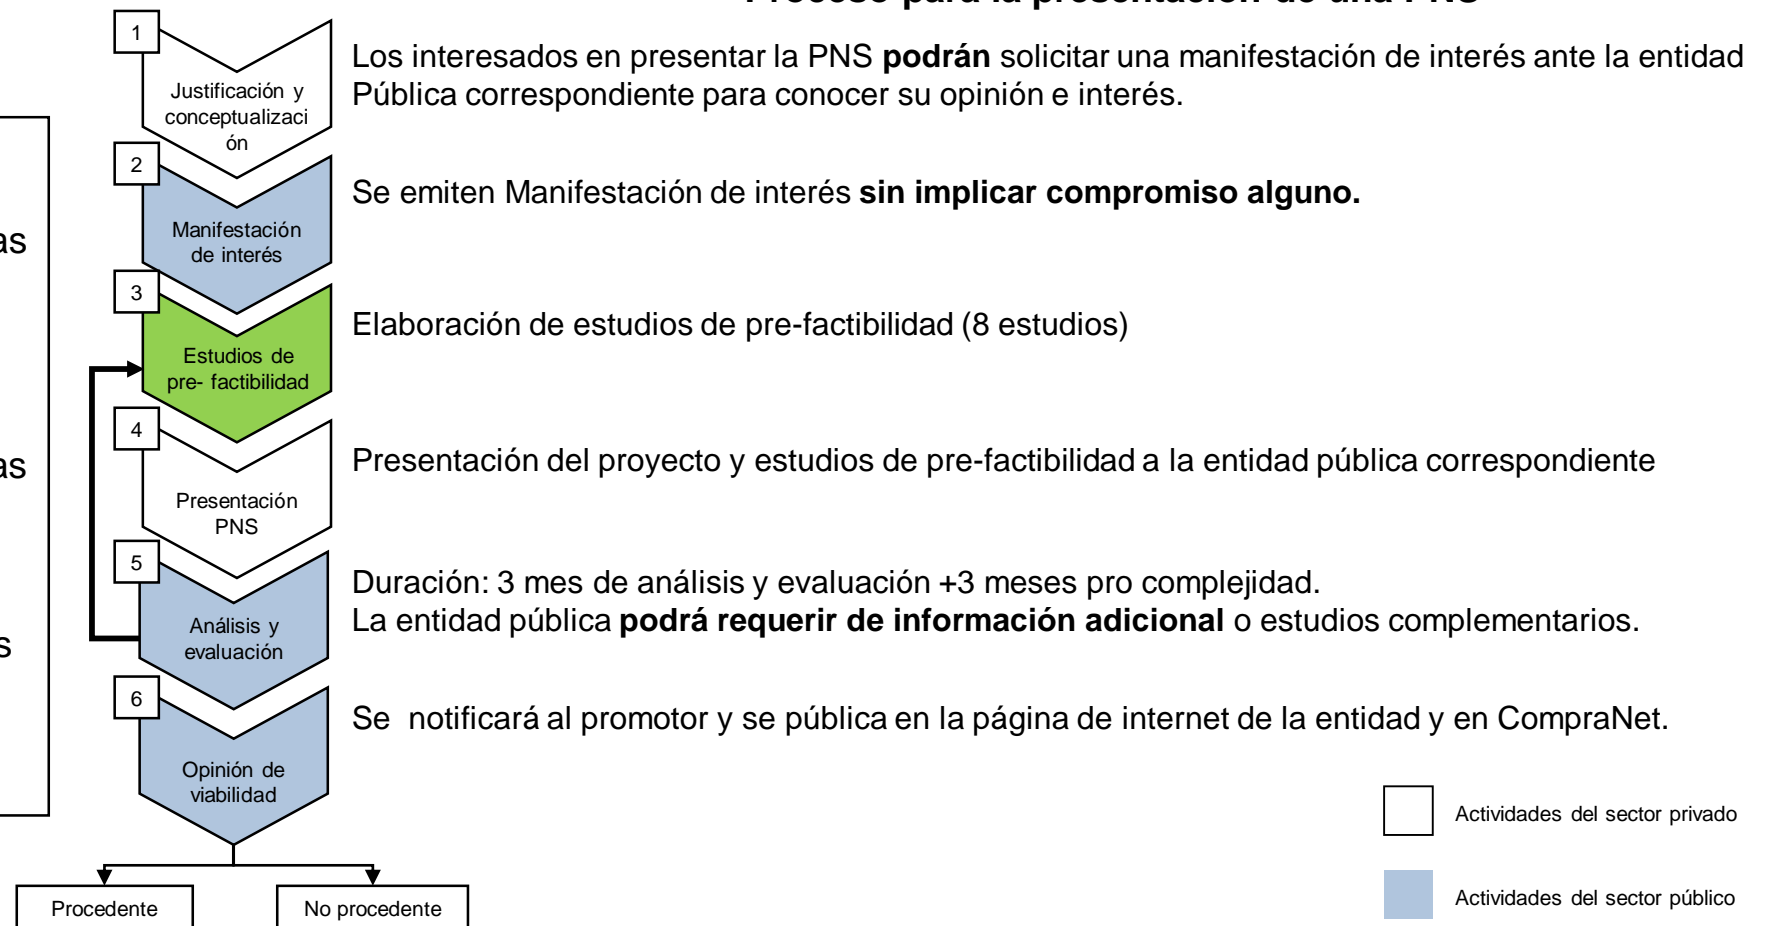 Proceso para la presentación de una PNS
1
Justificación y
conceptualizaci
ón
Los interesados en presentar la PNS podrán solicitar una manifestación de interés ante la entidad
Pública correspondiente para conocer su opinión e interés.
2
Manifestación
de interés
Se emiten Manifestación de interés sin implicar compromiso alguno.
as
3
Estudios de
pre- factibilidad
Elaboración de estudios de pre-factibilidad (8 estudios)
4
Presentación
PNS
Presentación del proyecto y estudios de pre-factibilidad a la entidad pública correspondiente
as
5
Análisis y
evaluación
Duración: 3 mes de análisis y evaluación +3 meses pro complejidad.
La entidad pública podrá requerir de información adicional o estudios complementarios.
s
6
Opinión de
viabilidad
Se notificará al promotor y se pública en la página de internet de la entidad y en CompraNet.
Procedente
No procedente
Actividades del sector privado
Actividades del sector público